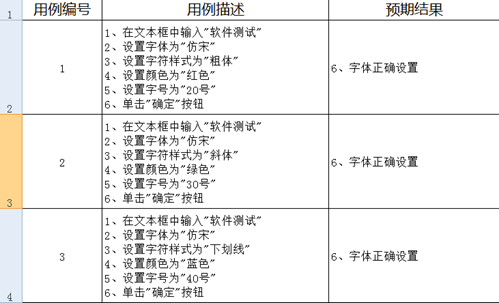 用例编号 用例描述 预期结果
1
1、在文本框中输入"软件测试"
2、设置字体为"仿宋"
3、设置字符样式为"粗体"
4、设置颜色为"红色"
5、设置字号为"20号"
6、单击"确定"按钮
6、字体正确设置
2
1、在文本框中输入"软件测试"
2、设置字体为"仿宋"
3、设置字符样式为"斜体"
4、设置颜色为"绿色"
5、设置字号为"30号"
6、单击"确定"按钮
6、字体正确设置
3
1、在文本框中输入"软件测试"
2、设置字体为"仿宋"
3、设置字符样式为"下划线"
4、设置颜色为"蓝色"
5、设置字号为"40号"
6、单击"确定"按钮
6、字体正确设置
1
2
3
4